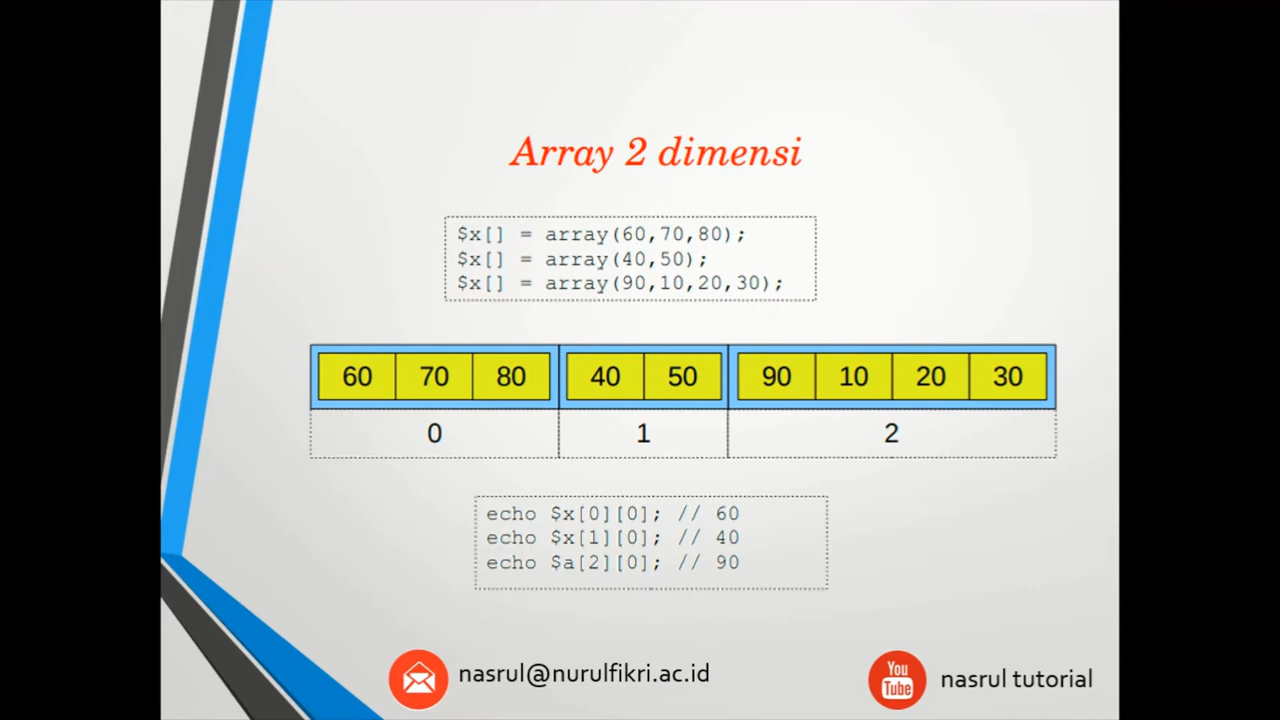 Array 2 dimensi
$x[] = array(60,70,80);
$x[] = array(40,50);
$x[] = array(90,10,20,30);
60 70 80 40 50 90 10 20 30
0 1 2
echo $x[0][0]; // 60
echo $x[1][0]; // 40
echo $a[2][0]; // 90
nasrul@nurulfikri.ac.id
You
Tube
nasrul tutorial